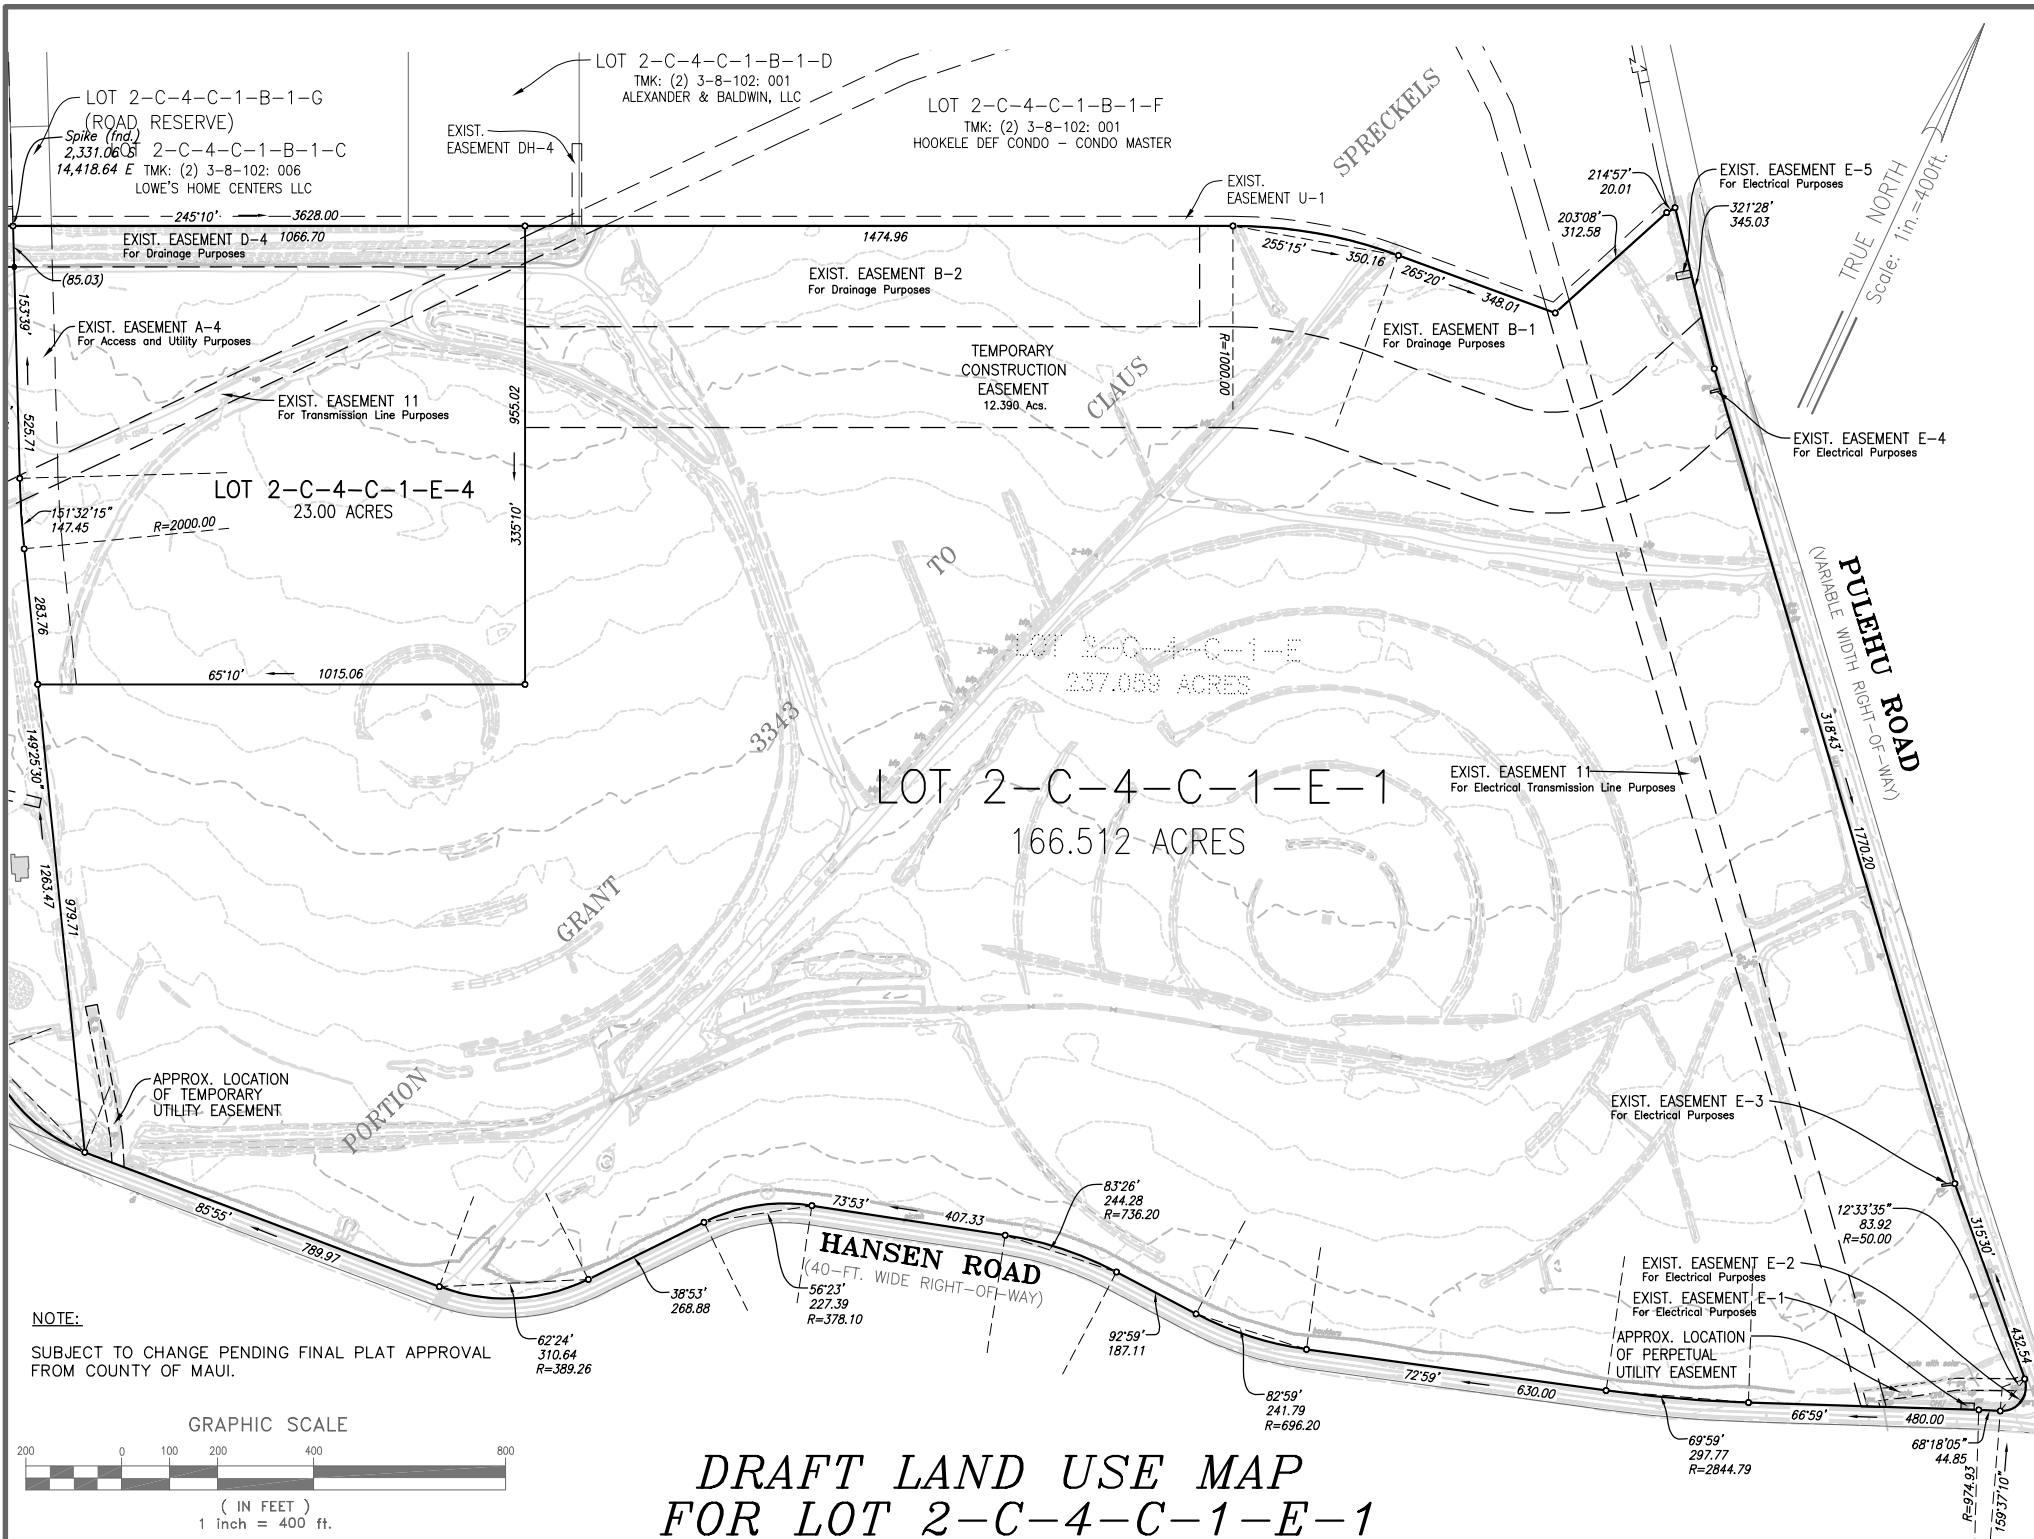 LOT 2-C-4-C-1-B-1-G
(ROAD RESERVE)
Spike (fnd.)
2,331.06 S
14,418.64 E
LOT 2-C-4-C-1-B-1-C
TMK: (2) 3-8-102: 006
LOWE'S HOME CENTERS LLC
EXIST.
EASEMENT DH-4
LOT 2-C-4-C-1-B-1-D
TMK: (2) 3-8-102: 001
ALEXANDER & BALDWIN, LLC
LOT 2-C-4-C-1-B-1-F
TMK: (2) 3-8-102: 001
HOOKELE DEF CONDO - CONDO MASTER
EXIST.
EASEMENT U-1
SPRECKELS
214°57'
20.01
203°08'
312.58
EXIST. EASEMENT E-5
For Electrical Purposes
321°28'
345.03
TRUE NORTH
Scale: 1in.=400ft.
245°10' 3628.00
1066.70
1474.96
255°15' 350.16
265°20' 348.01
EXIST. EASEMENT D-4
For Drainage Purposes
(85.03)
153°39'
525.71
EXIST. EASEMENT A-4
For Access and Utility Purposes
EXIST. EASEMENT 11
For Transmission Line Purposes
EXIST. EASEMENT B-2
For Drainage Purposes
EXIST. EASEMENT B-1
For Drainage Purposes
R=1000.00
TEMPORARY
CONSTRUCTION
EASEMENT
12.390 Acs.
CLAUS
955.02
335°10'
EXIST. EASEMENT E-4
For Electrical Purposes
LOT 2-C-4-C-1-E-4
23.00 ACRES
151°32'15"
147.45
R=2000.00
TO
PULEHU ROAD
(VARIABLE WIDTH RIGHT-OF-WAY)
283.76
65°10' 1015.06
LOT 2-C-4-C-1-E
237.059 ACRES
3343
318°43'
1770.20
149°25'30"
1263.47
979.71
LOT 2-C-4-C-1-E-1
166.512 ACRES
EXIST. EASEMENT 11
For Electrical Transmission Line Purposes
GRANT
PORTION
APPROX. LOCATION
OF TEMPORARY
UTILITY EASEMENT
EXIST. EASEMENT E-3
For Electrical Purposes
85°55'
789.97
62°24'
310.64
R=389.26
38°53'
268.88
56°23'
227.39
R=378.10
73°53' 407.33
HANSEN ROAD
(40-FT. WIDE RIGHT-OF-WAY)
83°26'
244.28
R=736.20
92°59'
187.11
82°59'
241.79
R=696.20
72°59' 630.00
69°59'
297.77
R=2844.79
66°59' 480.00
12°33'35"
83.92
R=50.00
315°30'
432.54
EXIST. EASEMENT E-2
For Electrical Purposes
EXIST. EASEMENT E-1
For Electrical Purposes
APPROX. LOCATION
OF PERPETUAL
UTILITY EASEMENT
68°18'05"
44.85
R=974.93
159°37'10"
NOTE:
SUBJECT TO CHANGE PENDING FINAL PLAT APPROVAL
FROM COUNTY OF MAUI.
GRAPHIC SCALE
200 0 100 200 400 800
( IN FEET )
1 inch = 400 ft.
DRAFT LAND USE MAP
FOR LOT 2-C-4-C-1-E-1